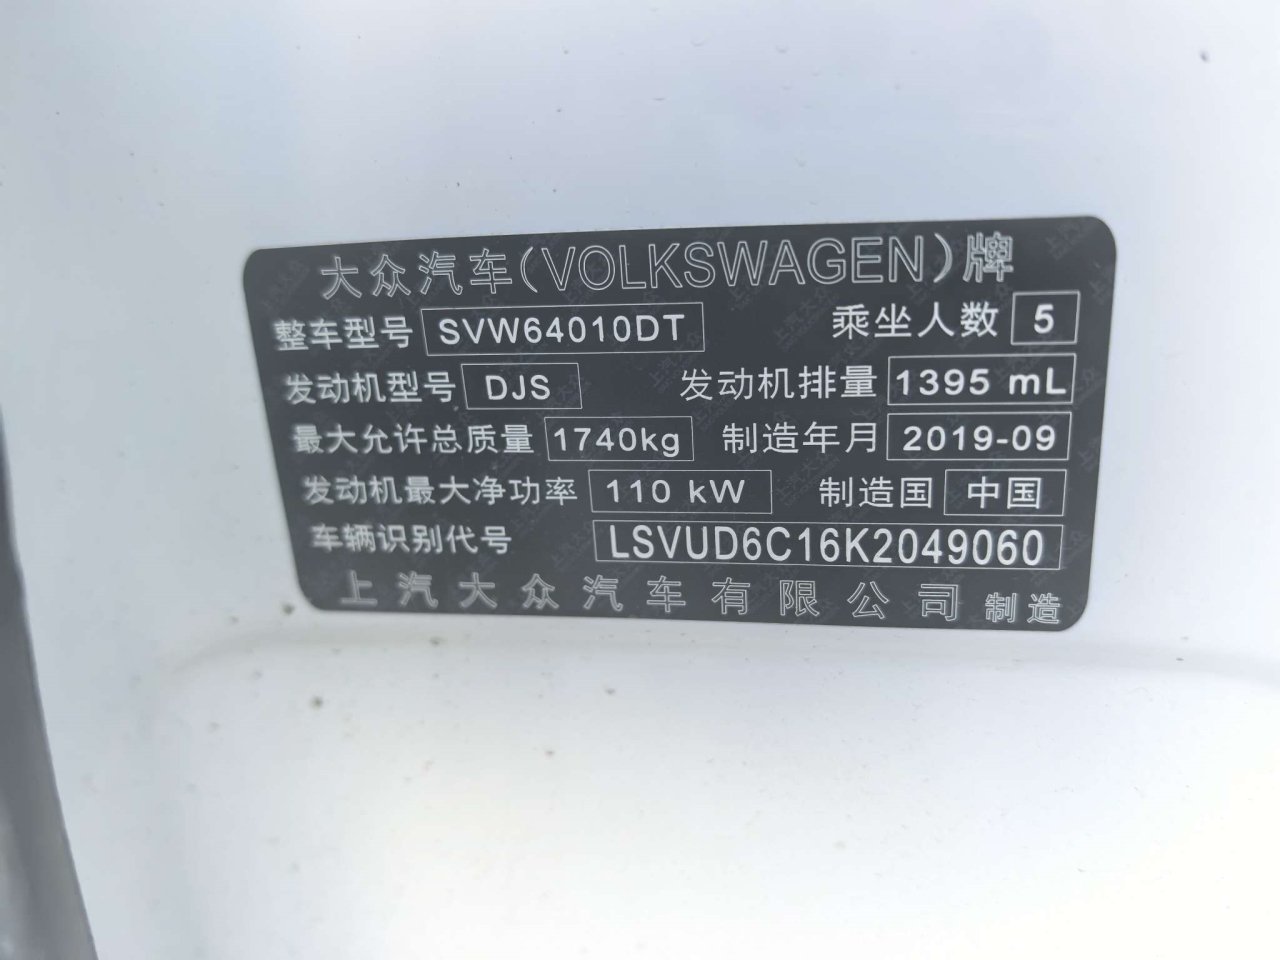 大众汽车(VOLKSWAGEN)牌
整车型号 SVW64010DT 乘坐人数 5
发动机型号 DJS 发动机排量 1395 mL
最大允许总质量 1740kg 制造年月 2019-09
发动机最大净功率 110 kW 制造国 中国
车辆识别代号 LSVUD6C16K2049060
上汽大众汽车有限公司 制造